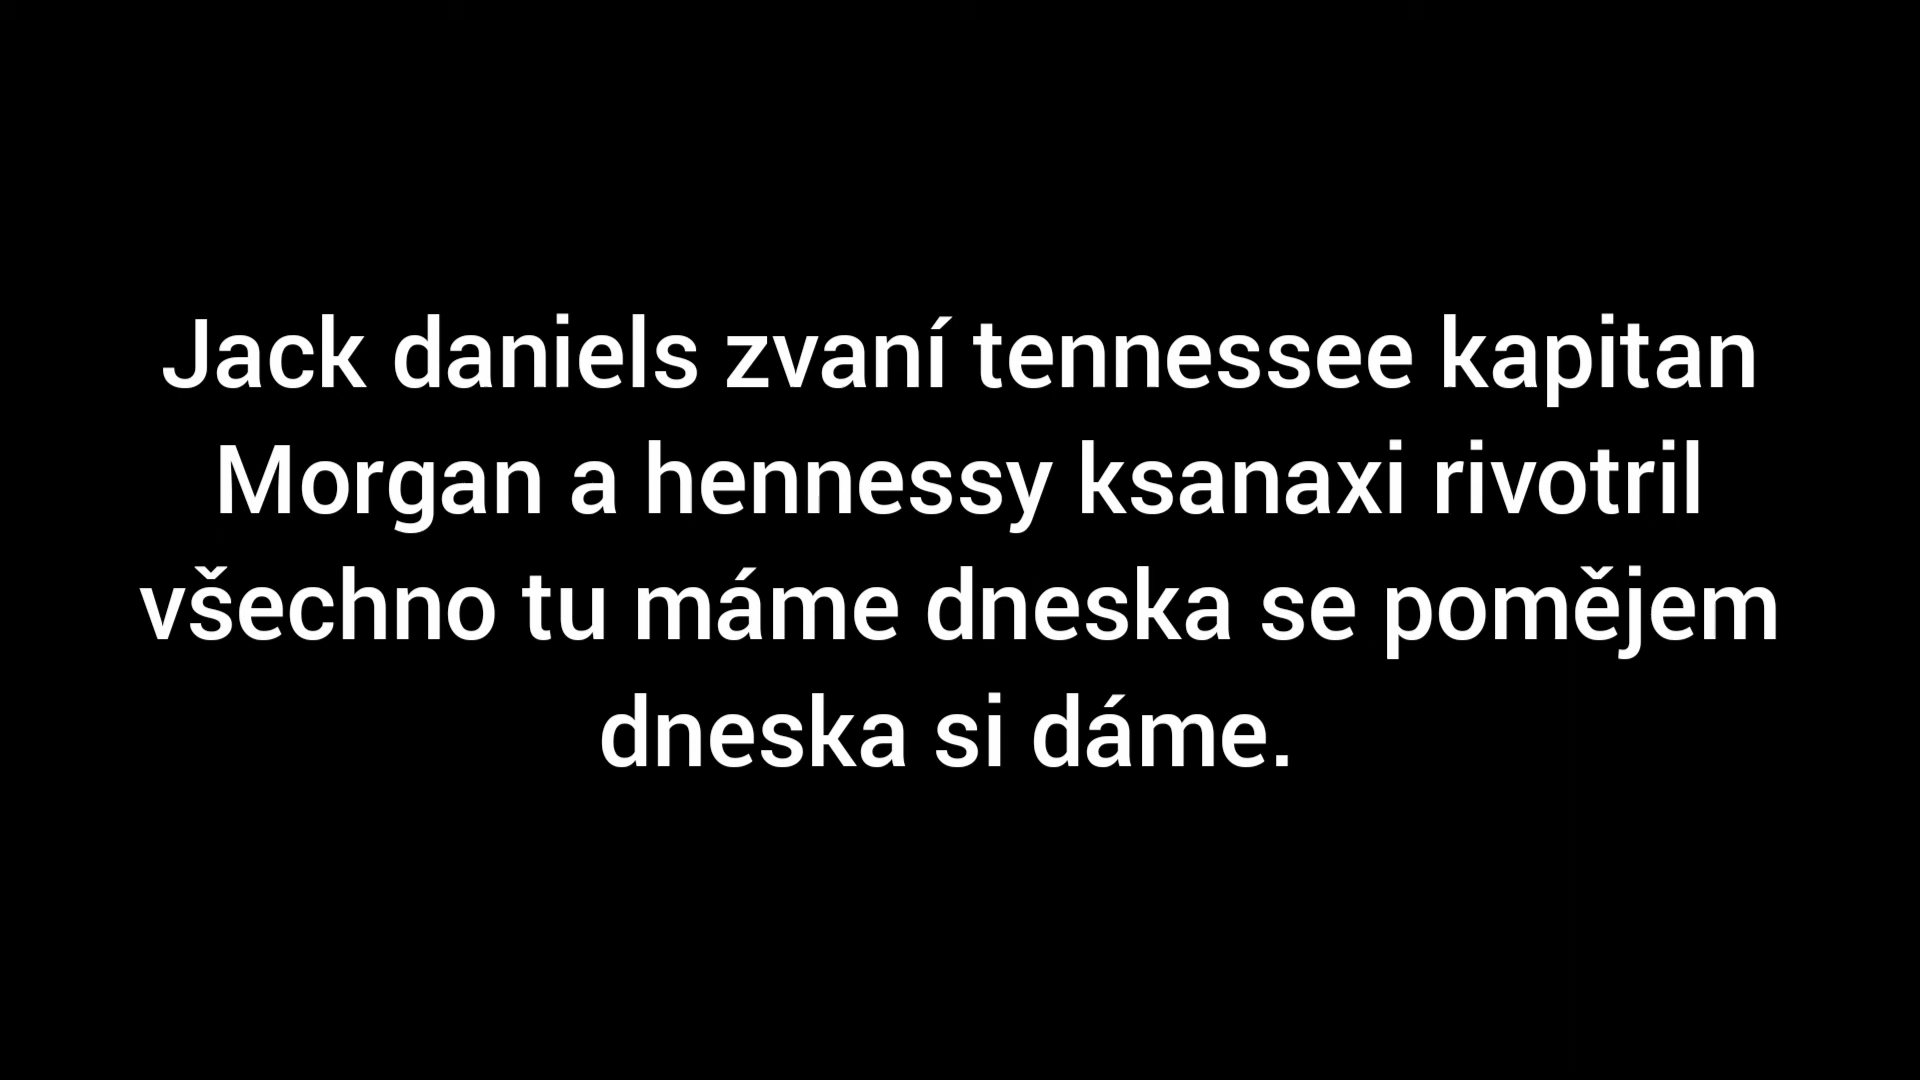 Jack daniels zvaní tennessee kapitan
Morgan a hennessy ksanaxi rivotril
všechno tu máme dneska se pomějem
dneska si dáme.